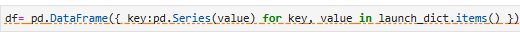 df= pd.DataFrame({ key:pd.Series(value) for key, value in launch_dict.items() })